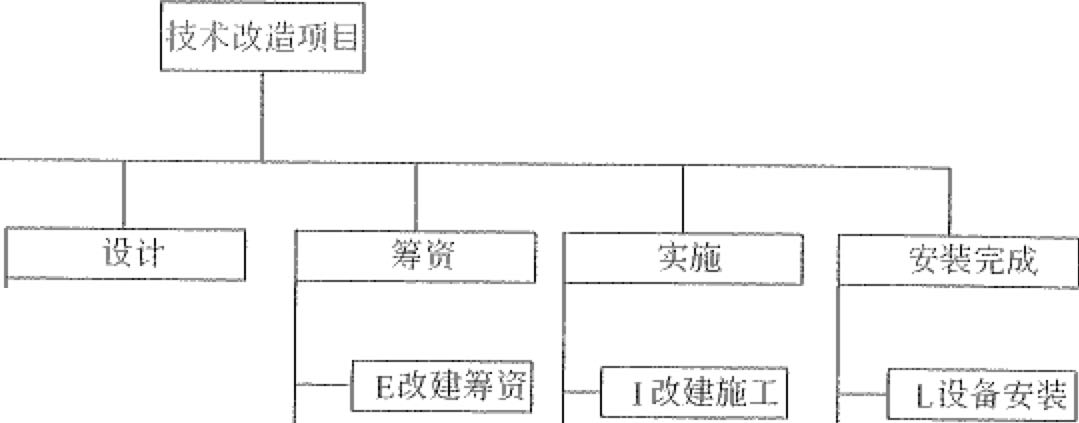 技术改造项目
设计
筹资
实施
安装完成
E改建筹资
I改建施工
L设备安装